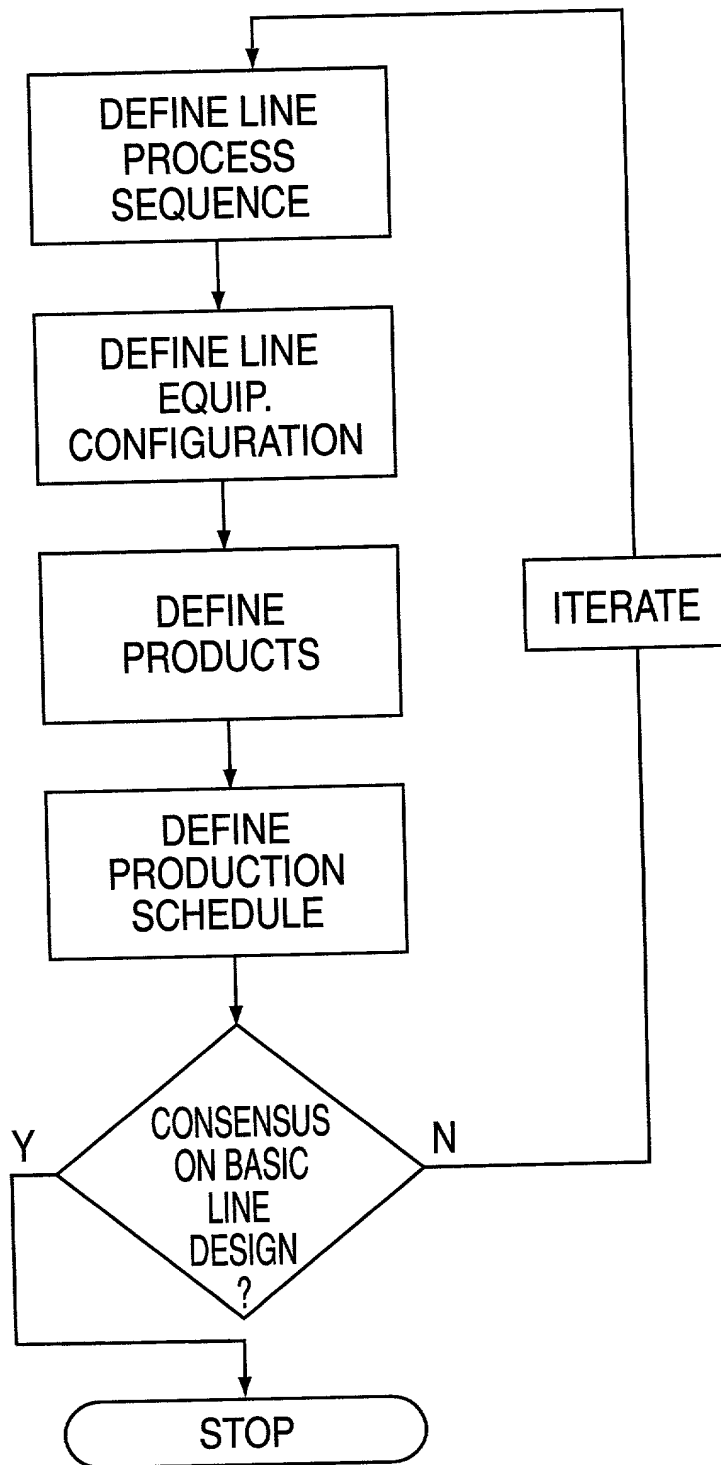 DEFINE LINE
PROCESS
SEQUENCE
DEFINE LINE
EQUIP.
CONFIGURATION
DEFINE
PRODUCTS
ITERATE
DEFINE
PRODUCTION
SCHEDULE
CONSENSUS
ON BASIC
LINE
DESIGN
?
Y
N
STOP